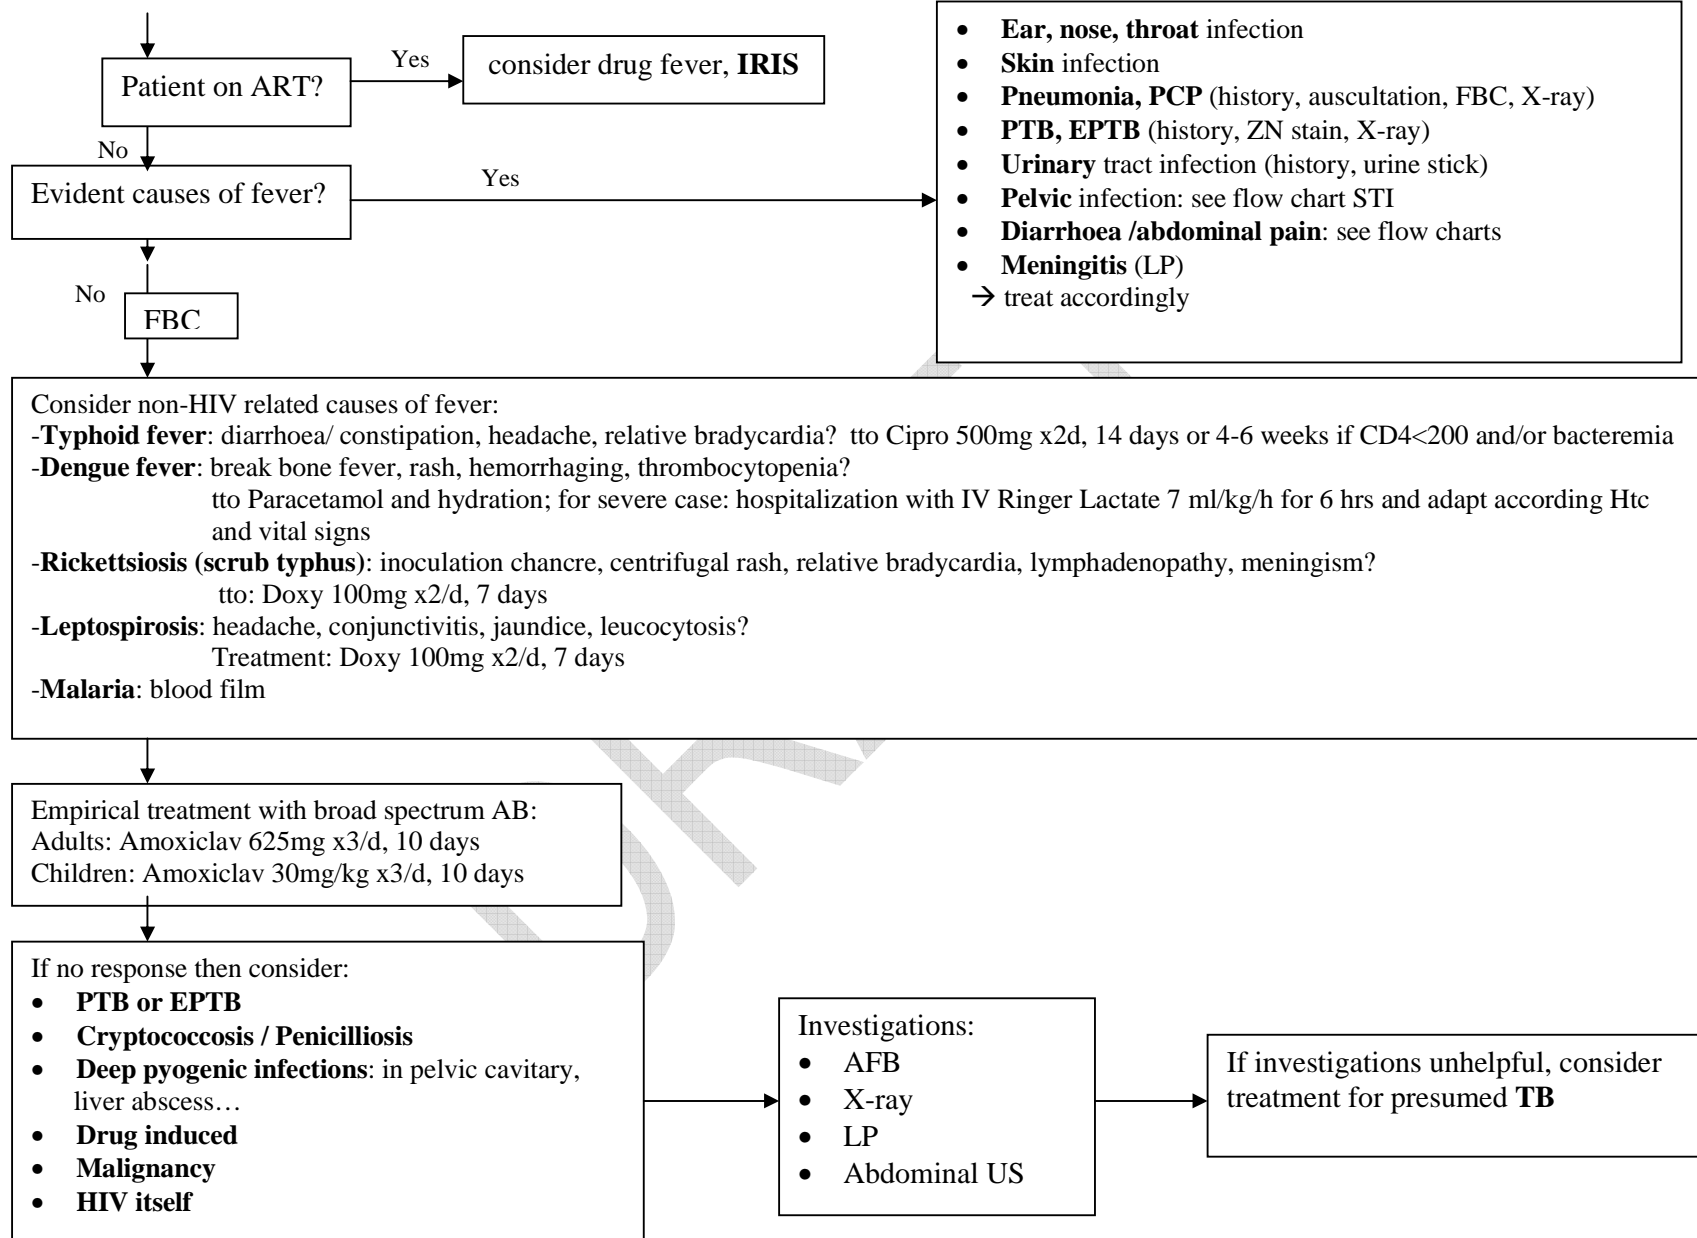 Patient on ART?
Yes
consider drug fever, IRIS
No
Evident causes of fever?
Yes
• Ear, nose, throat infection
• Skin infection
• Pneumonia, PCP (history, auscultation, FBC, X-ray)
• PTB, EPTB (history, ZN stain, X-ray)
• Urinary tract infection (history, urine stick)
• Pelvic infection: see flow chart STI
• Diarrhoea /abdominal pain: see flow charts
• Meningitis (LP)
→ treat accordingly
No
FBC
Consider non-HIV related causes of fever:
-Typhoid fever: diarrhoea/ constipation, headache, relative bradycardia? tto Cipro 500mg x2d, 14 days or 4-6 weeks if CD4<200 and/or bacteremia
-Dengue fever: break bone fever, rash, hemorrhaging, thrombocytopenia?
tto Paracetamol and hydration; for severe case: hospitalization with IV Ringer Lactate 7 ml/kg/h for 6 hrs and adapt according Htc
and vital signs
-Rickettsiosis (scrub typhus): inoculation chancre, centrifugal rash, relative bradycardia, lymphadenopathy, meningism?
tto: Doxy 100mg x2/d, 7 days
-Leptospirosis: headache, conjunctivitis, jaundice, leucocytosis?
Treatment: Doxy 100mg x2/d, 7 days
-Malaria: blood film
Empirical treatment with broad spectrum AB:
Adults: Amoxiclav 625mg x3/d, 10 days
Children: Amoxiclav 30mg/kg x3/d, 10 days
If no response then consider:
• PTB or EPTB
• Cryptococcosis / Penicilliosis
• Deep pyogenic infections: in pelvic cavitary,
liver abscess…
• Drug induced
• Malignancy
• HIV itself
Investigations:
• AFB
• X-ray
• LP
• Abdominal US
If investigations unhelpful, consider
treatment for presumed TB